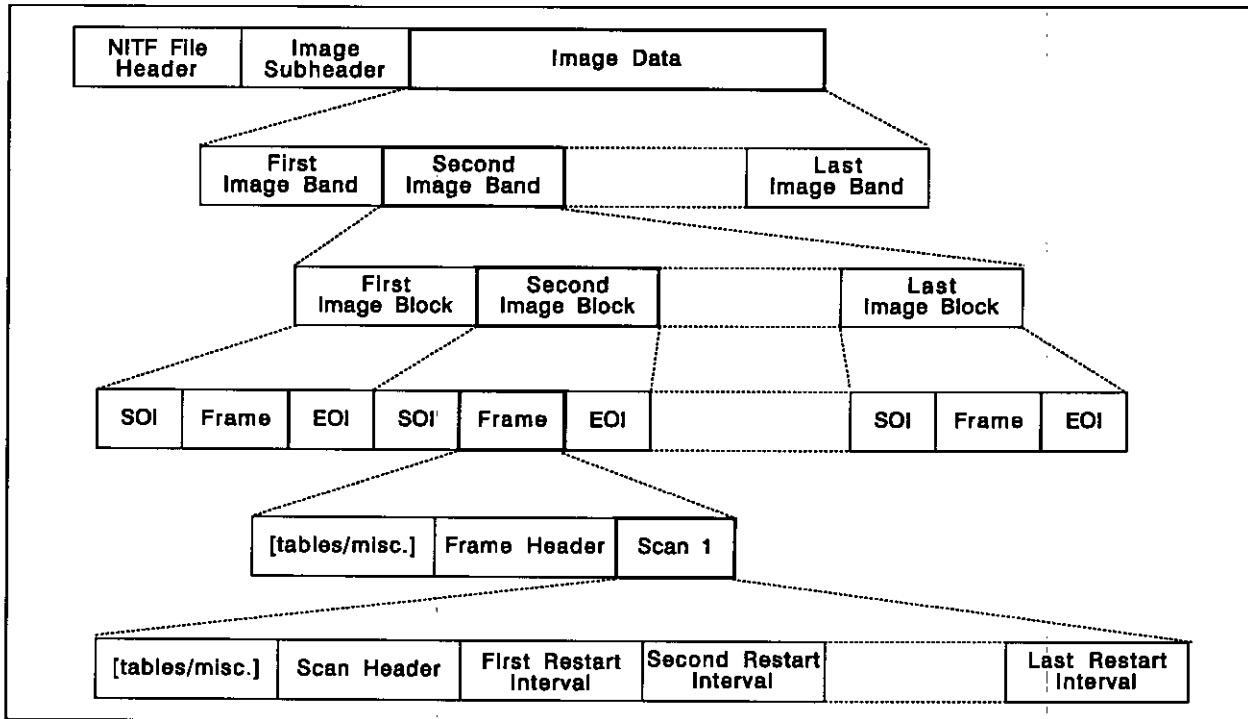 NITF File
Header
Image
Subheader
Image Data
First
Image Band
Second
Image Band
Last
Image Band
First
Image Block
Second
Image Block
Last
Image Block
SOI
Frame
EOI
SOI
Frame
EOI
SOI
Frame
EOI
[tables/misc.]
Frame Header
Scan 1
[tables/misc.]
Scan Header
First Restart
Interval
Second Restart
Interval
Last Restart
Interval